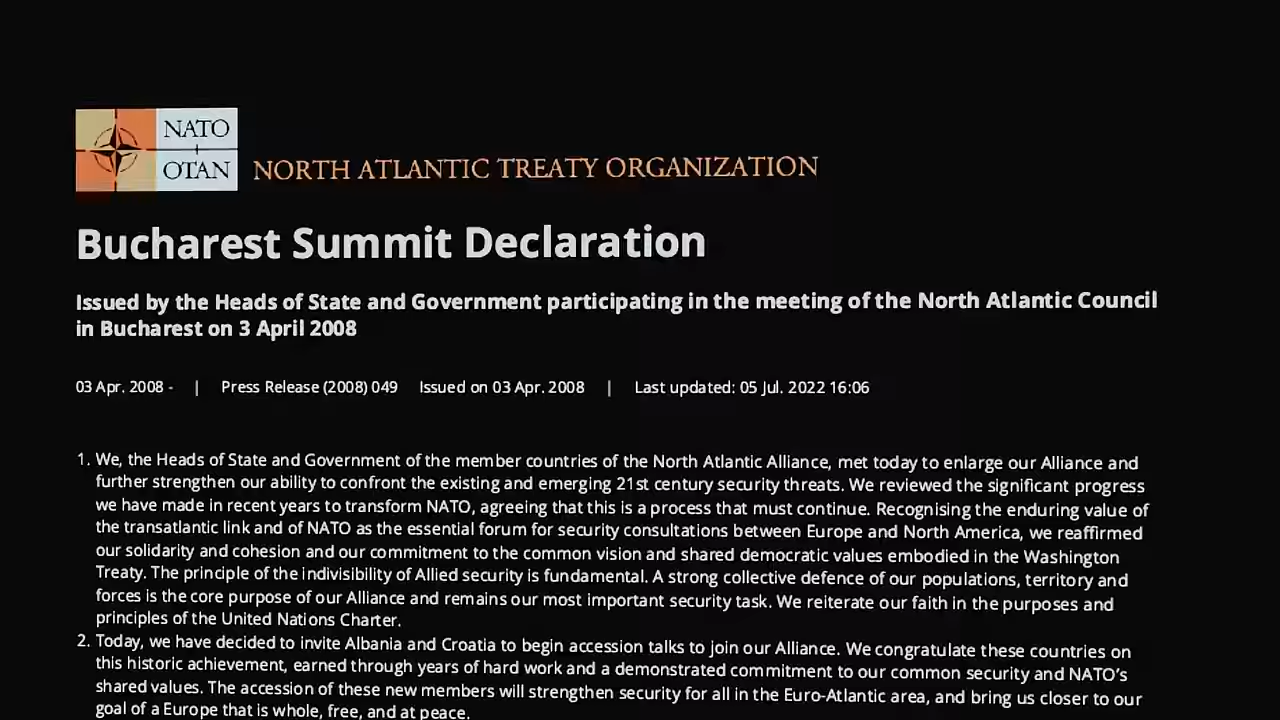 NATO
OTAN
NORTH ATLANTIC TREATY ORGANIZATION
Bucharest Summit Declaration
Issued by the Heads of State and Government participating in the meeting of the North Atlantic Council
in Bucharest on 3 April 2008
03 Apr. 2008 - | Press Release (2008) 049 Issued on 03 Apr. 2008 | Last updated: 05 Jul. 2022 16:06
1. We, the Heads of State and Government of the member countries of the North Atlantic Alliance, met today to enlarge our Alliance and
further strengthen our ability to confront the existing and emerging 21st century security threats. We reviewed the significant progress
we have made in recent years to transform NATO, agreeing that this is a process that must continue. Recognising the enduring value of
the transatlantic link and of NATO as the essential forum for security consultations between Europe and North America, we reaffirmed
our solidarity and cohesion and our commitment to the common vision and shared democratic values embodied in the Washington
Treaty. The principle of the indivisibility of Allied security is fundamental. A strong collective defence of our populations, territory and
forces is the core purpose of our Alliance and remains our most important security task. We reiterate our faith in the purposes and
principles of the United Nations Charter.
2. Today, we have decided to invite Albania and Croatia to begin accession talks to join our Alliance. We congratulate these countries on
this historic achievement, earned through years of hard work and a demonstrated commitment to our common security and NATO's
shared values. The accession of these new members will strengthen security for all in the Euro-Atlantic area, and bring us closer to our
goal of a Europe that is whole, free, and at peace.